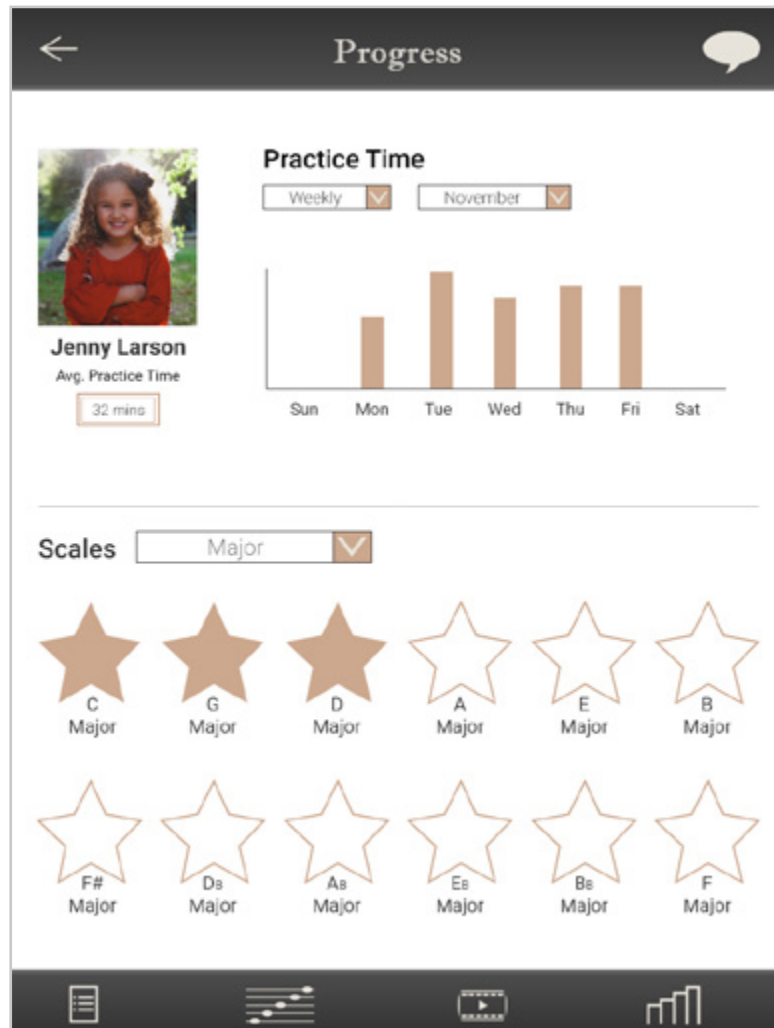 Progress
Practice Time
Weekly November
Jenny Larson
Avg. Practice Time
32 mins
Sun Mon Tue Wed Thu Fri Sat
Scales Major
C G D A E B
Major Major Major Major Major Major
F# DB AB EB BB F
Major Major Major Major Major Major